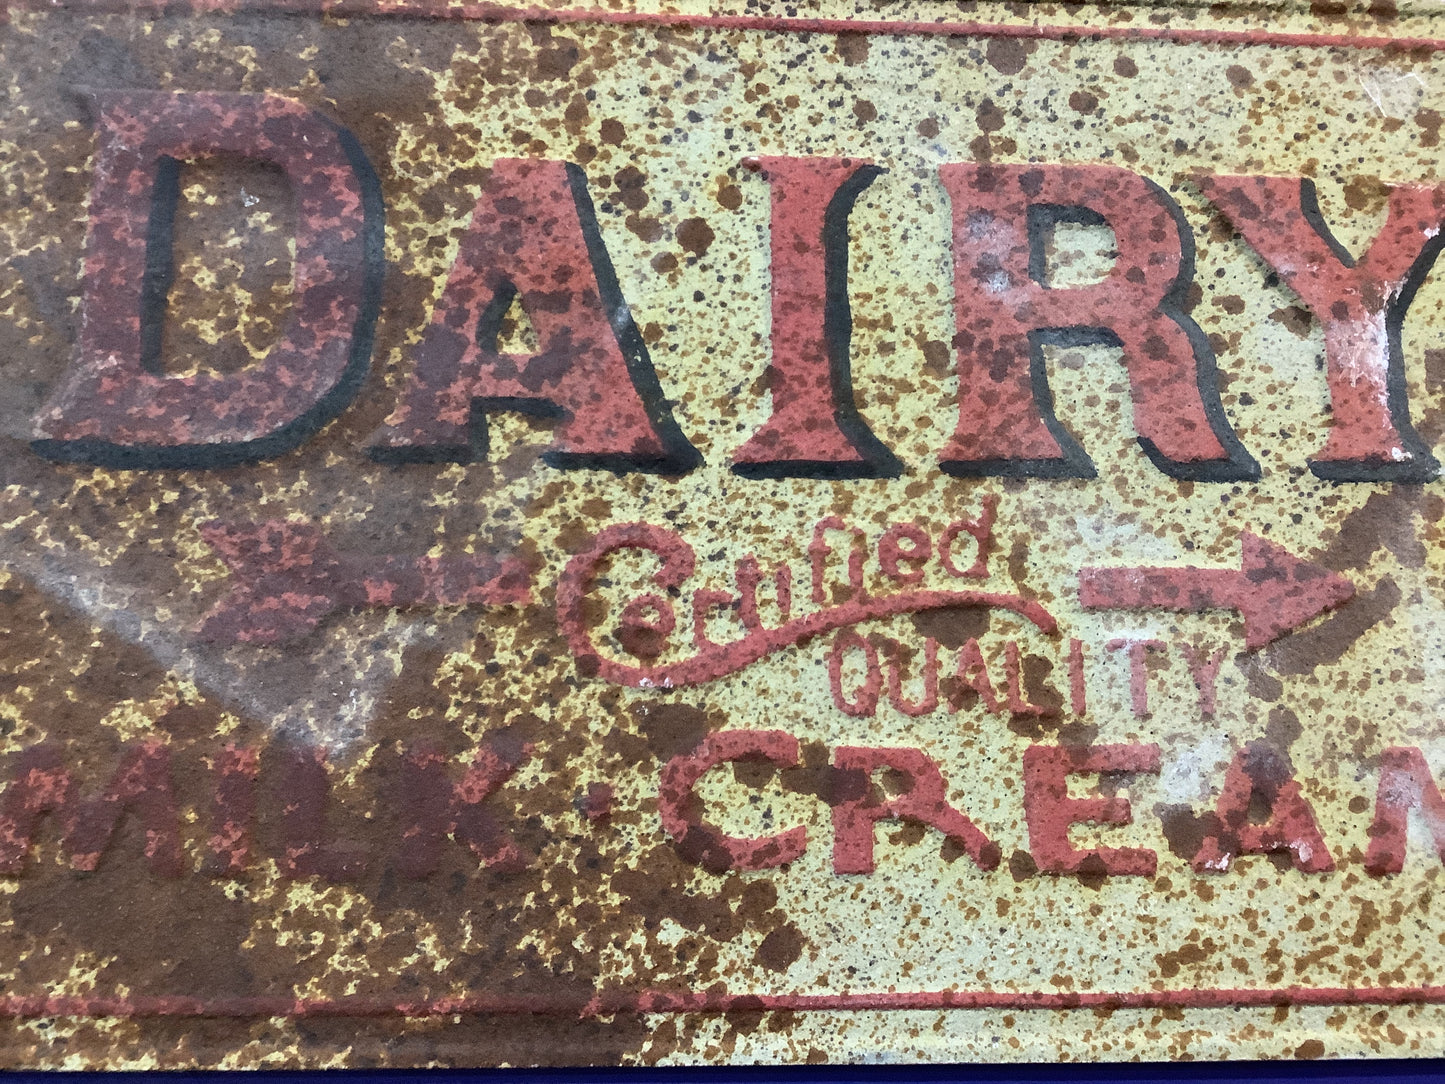 DAIRY
Certified
QUALITY
MILK · CREAM